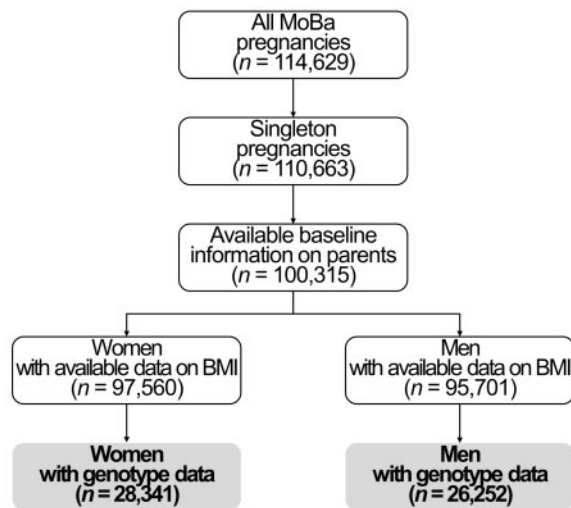 All MoBa
pregnancies
(n = 114,629)
Singleton
pregnancies
(n = 110,663)
Available baseline
information on parents
(n = 100,315)
Women
with available data on BMI
(n = 97,560)
Men
with available data on BMI
(n = 95,701)
Women
with genotype data
(n = 28,341)
Men
with genotype data
(n = 26,252)